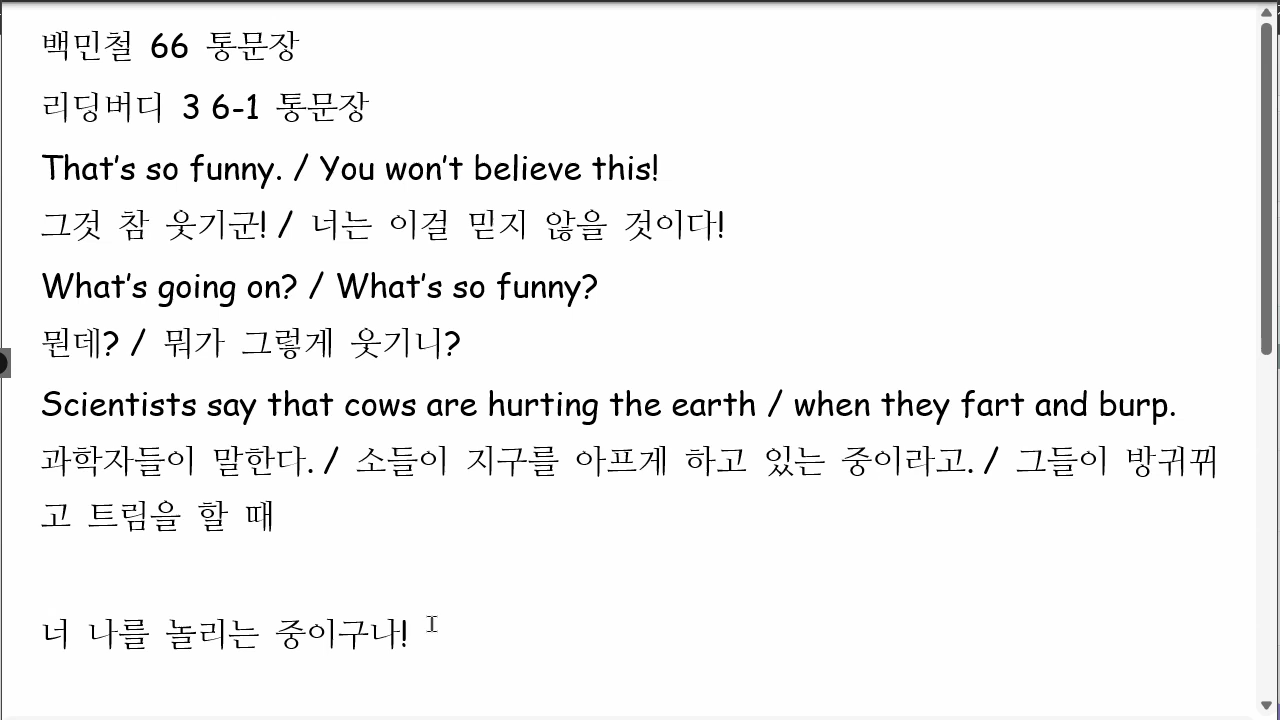 백민철 66 통문장
리딩버디 3 6-1 통문장
That’s so funny. / You won’t believe this!
그것 참 웃기군! / 너는 이걸 믿지 않을 것이다!
What’s going on? / What’s so funny?
뭔데? / 뭐가 그렇게 웃기니?
Scientists say that cows are hurting the earth / when they fart and burp.
과학자들이 말한다. / 소들이 지구를 아프게 하고 있는 중이라고. / 그들이 방귀뀌
고 트림을 할 때
너 나를 놀리는 중이구나!